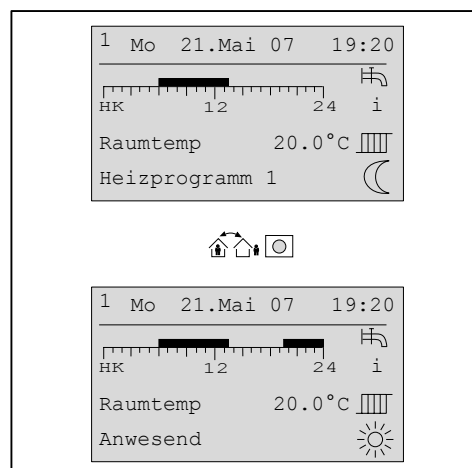 1 Mo 21.Mai 07 19:20
HK 12 24 i
Raumtemp 20.0°C
Heizprogramm 1
1 Mo 21.Mai 07 19:20
HK 12 24 i
Raumtemp 20.0°C
Anwesend